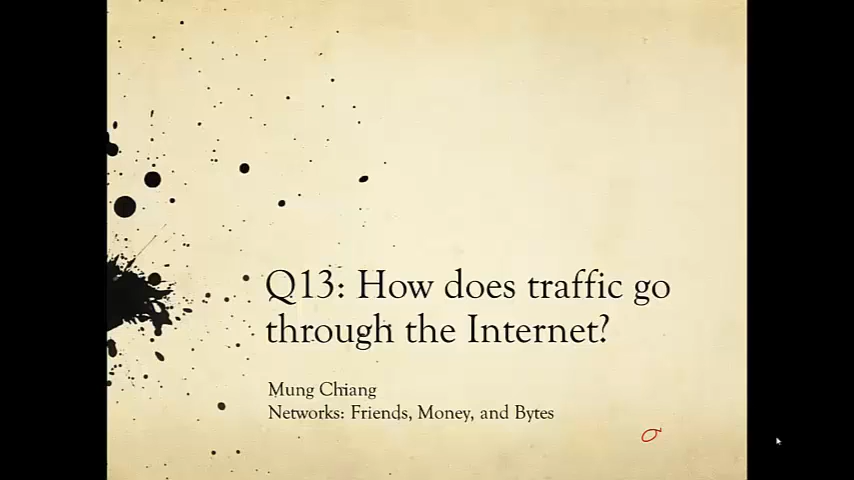 Q13: How does traffic go
through the Internet?
Mung Chiang
Networks: Friends, Money, and Bytes